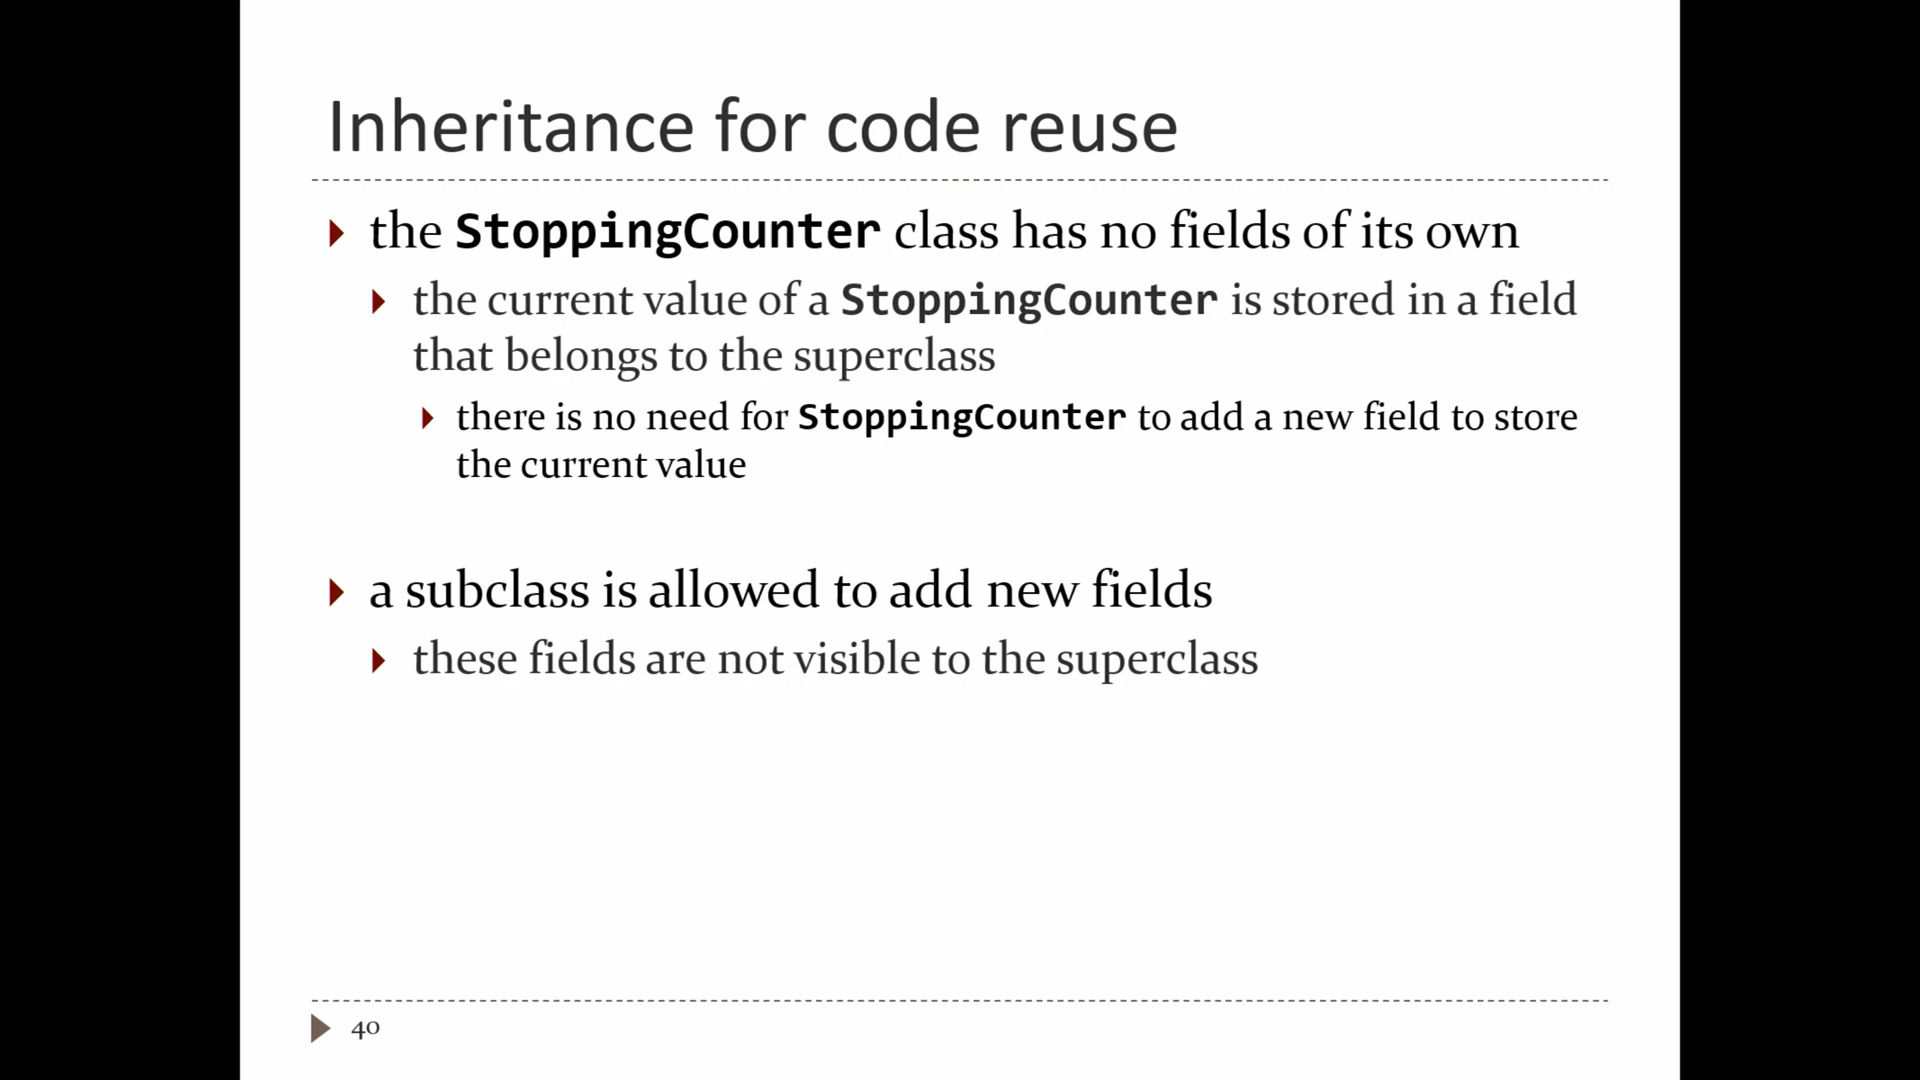 Inheritance for code reuse
the StoppingCounter class has no fields of its own
the current value of a StoppingCounter is stored in a field
that belongs to the superclass
there is no need for StoppingCounter to add a new field to store
the current value
a subclass is allowed to add new fields
these fields are not visible to the superclass
40